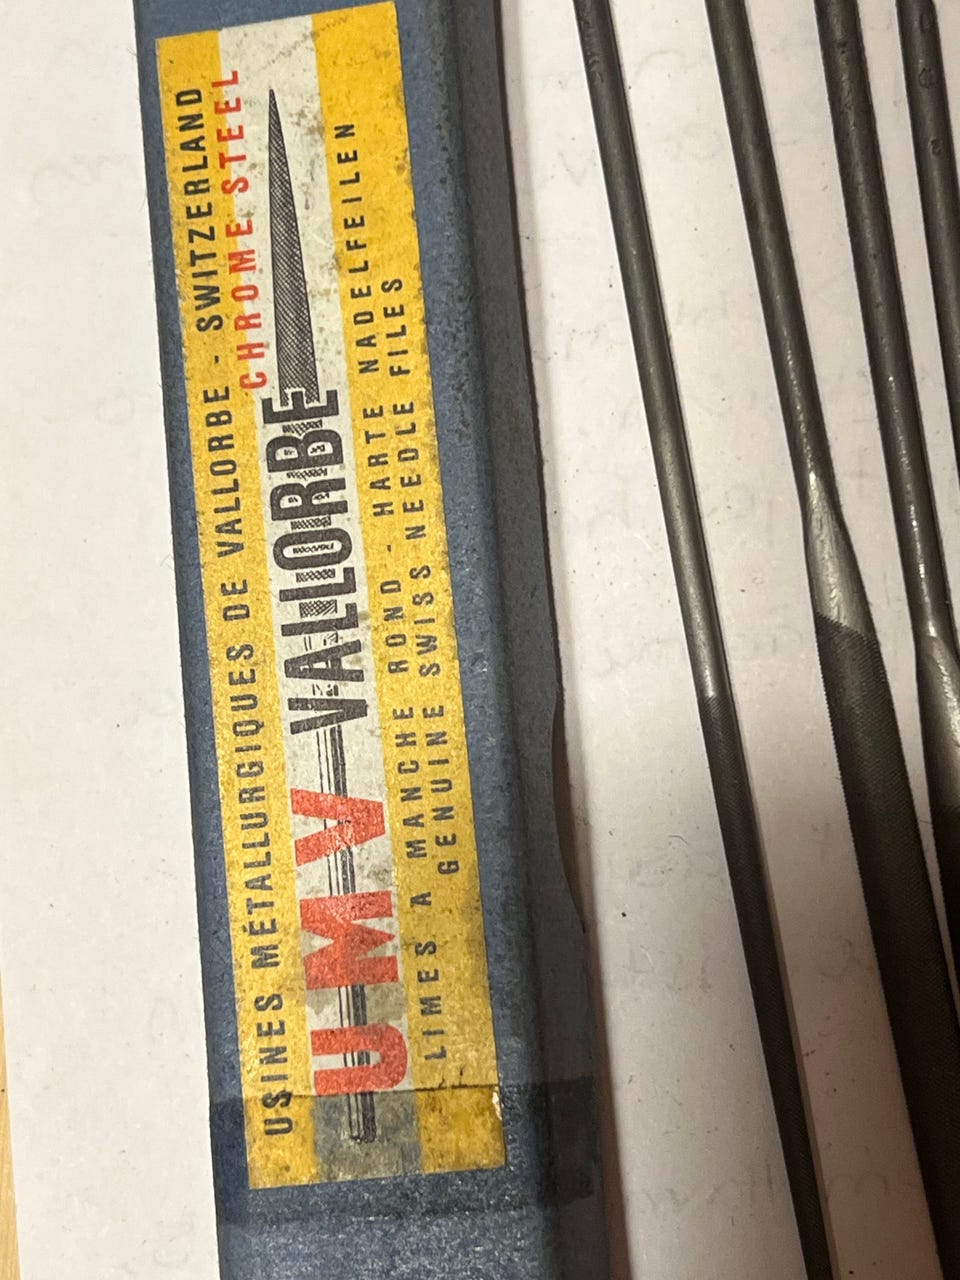 USINES MÉTALLURGIQUES DE VALLORBE - SWITZERLAND
CHROME STEEL
UMV VALLORBE
LIMES A MANCHE ROND - HARTE NADELFEILEN
GENUINE SWISS NEEDLE FILES